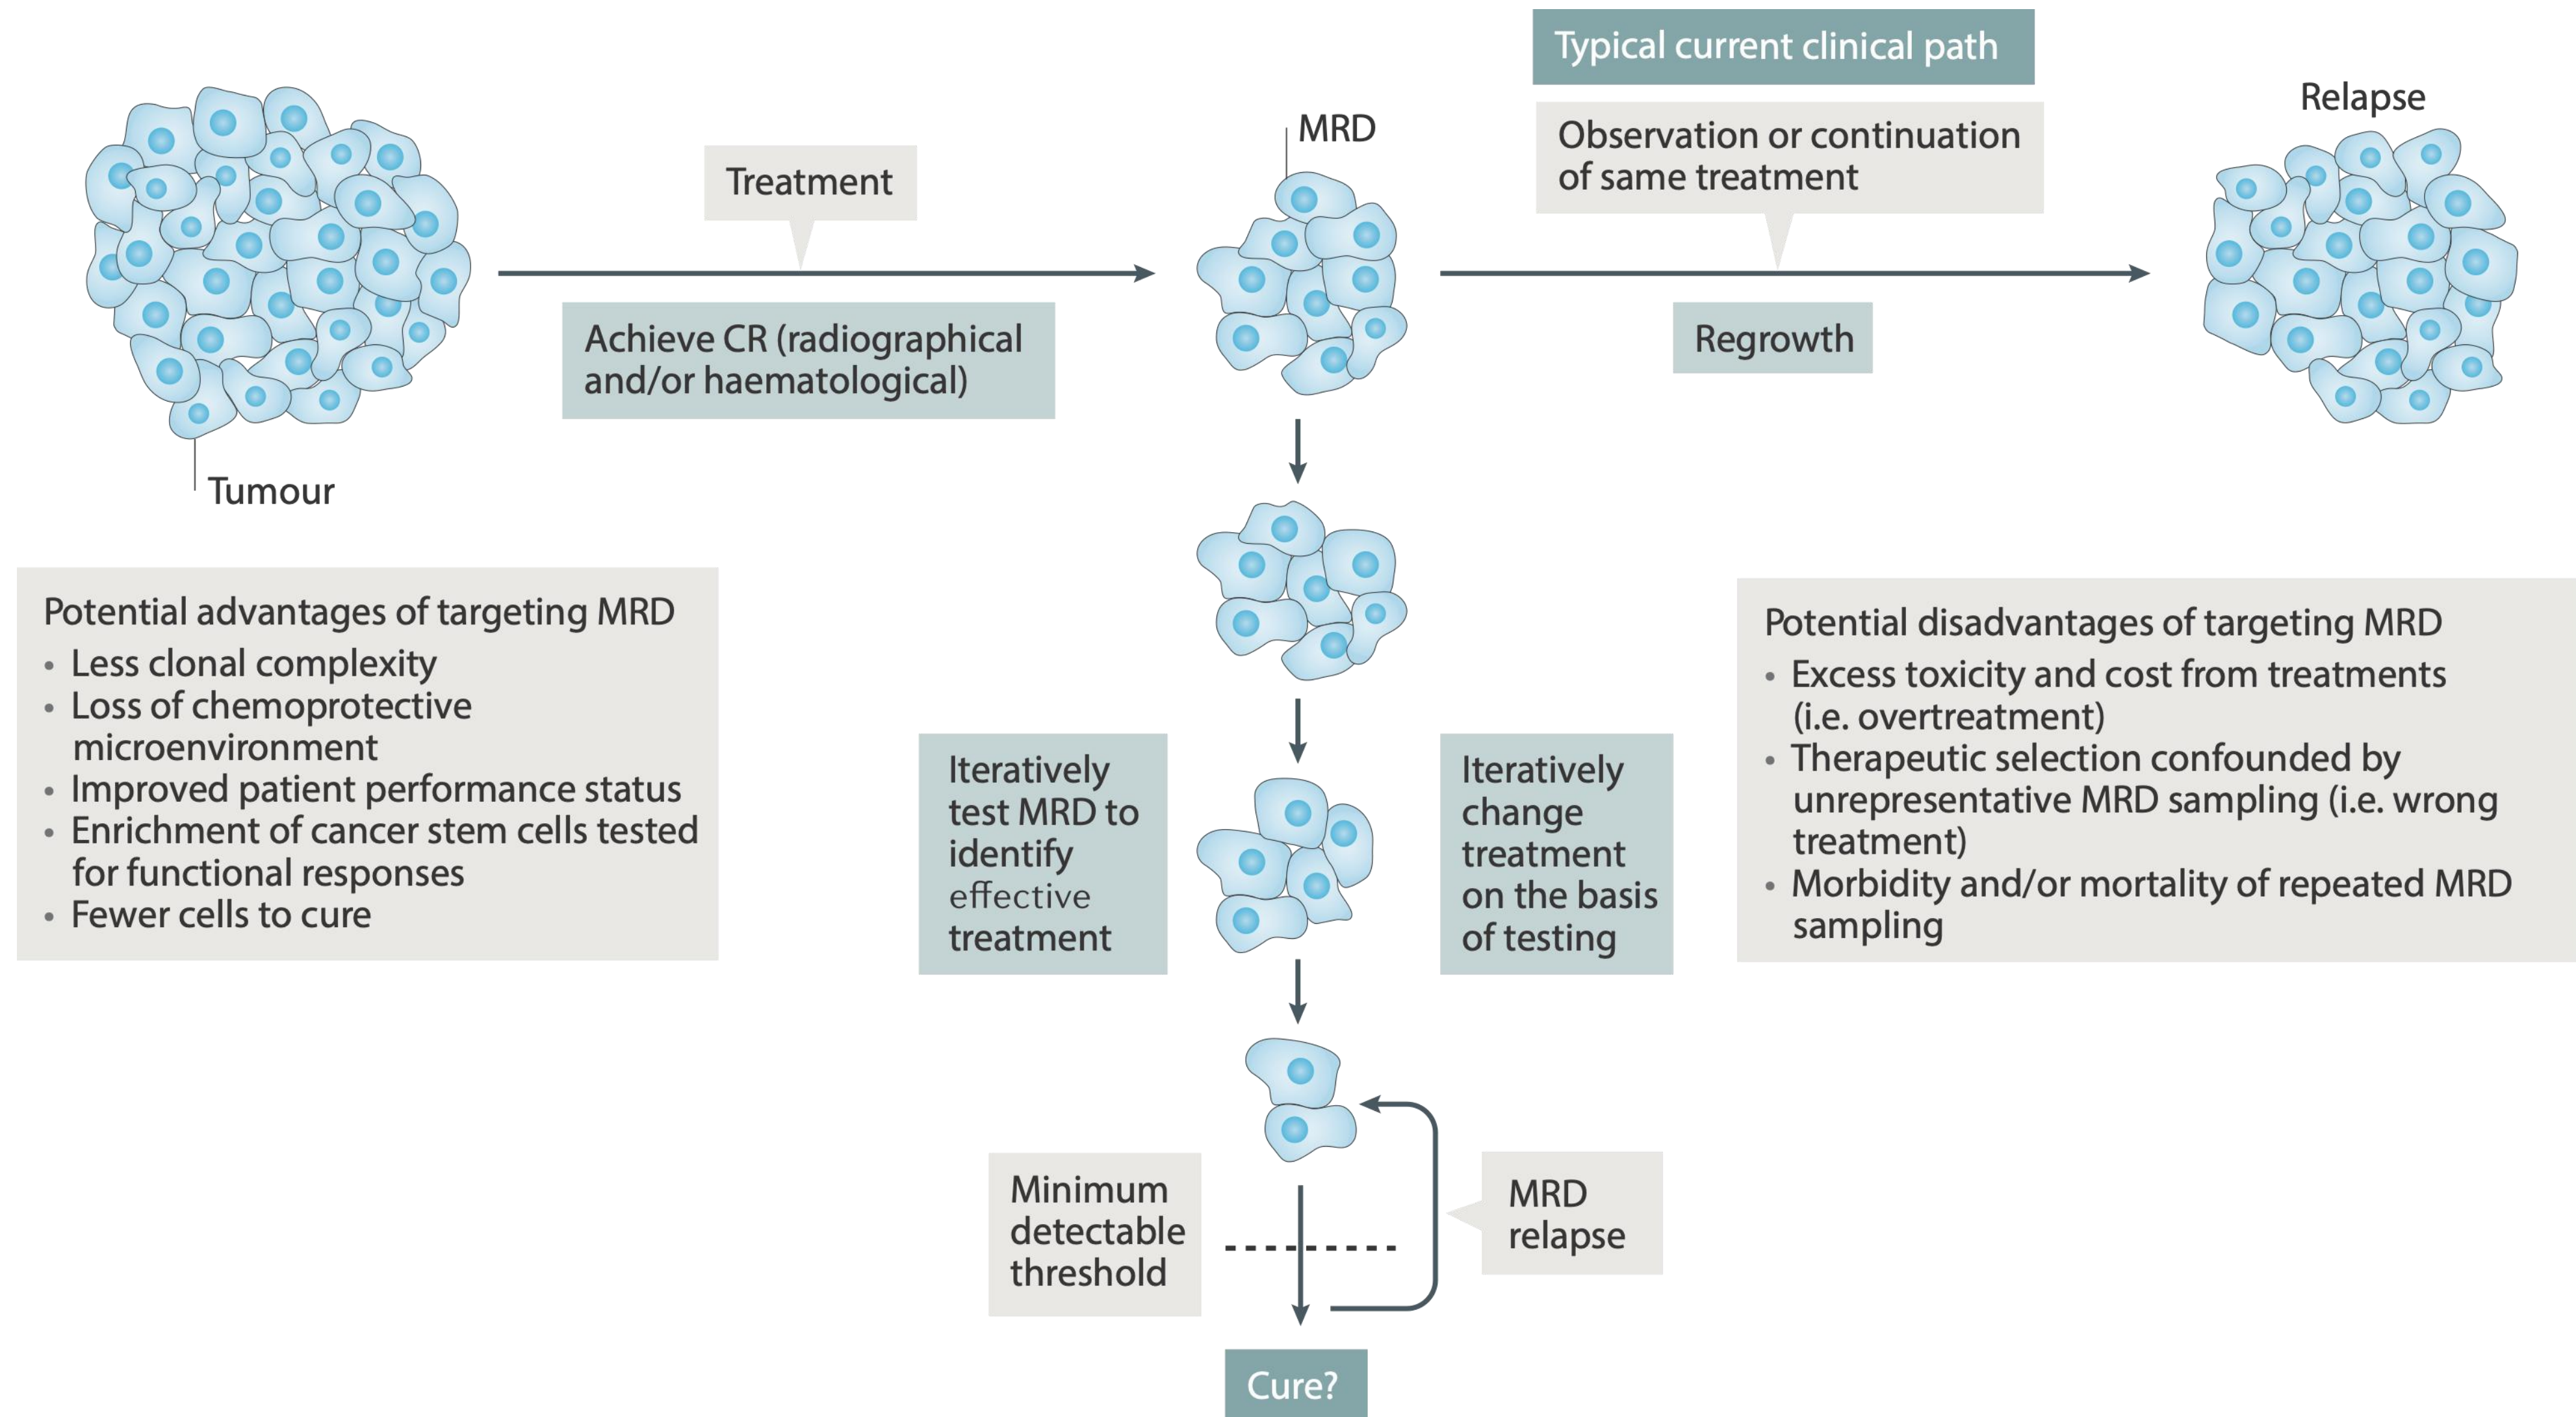 Typical current clinical path
Relapse
MRD
Observation or continuation
of same treatment
Treatment
Achieve CR (radiographical
and/or haematological)
Regrowth
Tumour
Potential advantages of targeting MRD
• Less clonal complexity
• Loss of chemoprotective
microenvironment
• Improved patient performance status
• Enrichment of cancer stem cells tested
for functional responses
• Fewer cells to cure
Iteratively
test MRD to
identify
effective
treatment
Iteratively
change
treatment
on the basis
of testing
Potential disadvantages of targeting MRD
• Excess toxicity and cost from treatments
(i.e. overtreatment)
• Therapeutic selection confounded by
unrepresentative MRD sampling (i.e. wrong
treatment)
• Morbidity and/or mortality of repeated MRD
sampling
Minimum
detectable
threshold
MRD
relapse
Cure?